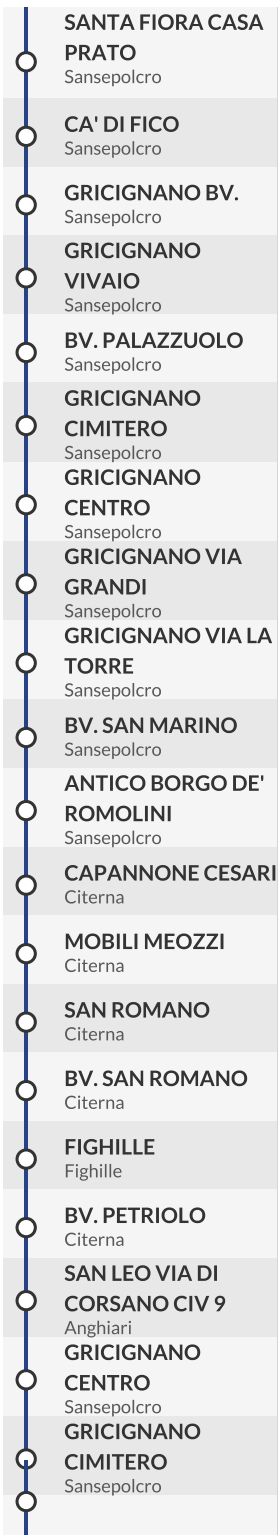 SANTA FIORA CASA
PRATO
Sansepolcro
CA' DI FICO
Sansepolcro
GRICIGNANO BV.
Sansepolcro
GRICIGNANO
VIVAIO
Sansepolcro
BV. PALAZZUOLO
Sansepolcro
GRICIGNANO
CIMITERO
Sansepolcro
GRICIGNANO
CENTRO
Sansepolcro
GRICIGNANO VIA
GRANDI
Sansepolcro
GRICIGNANO VIA LA
TORRE
Sansepolcro
BV. SAN MARINO
Sansepolcro
ANTICO BORGO DE'
ROMOLINI
Sansepolcro
CAPANNONE CESARI
Citerna
MOBILI MEOZZI
Citerna
SAN ROMANO
Citerna
BV. SAN ROMANO
Citerna
FIGHILLE
Fighille
BV. PETRIOLO
Citerna
SAN LEO VIA DI
CORSANO CIV 9
Anghiari
GRICIGNANO
CENTRO
Sansepolcro
GRICIGNANO
CIMITERO
Sansepolcro